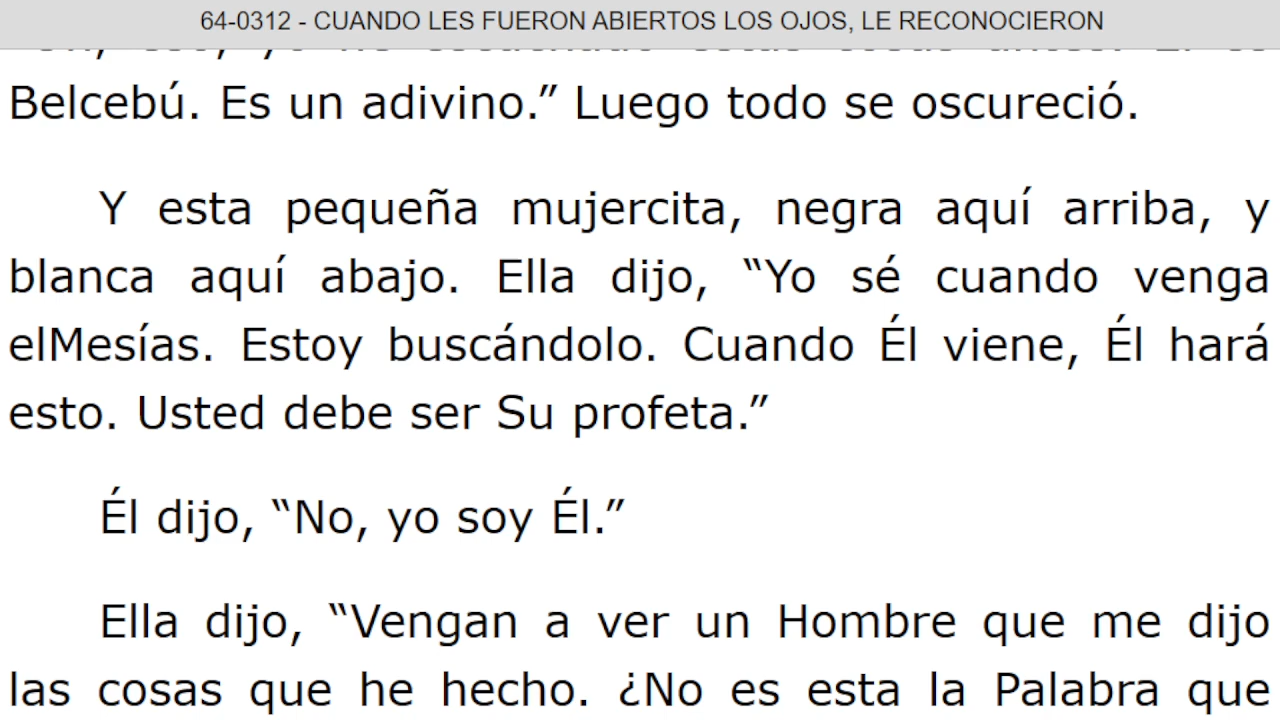 64-0312 - CUANDO LES FUERON ABIERTOS LOS OJOS, LE RECONOCIERON
Belcebú. Es un adivino.” Luego todo se oscureció.
Y esta pequeña mujercita, negra aquí arriba, y
blanca aquí abajo. Ella dijo, “Yo sé cuando venga
elMesías. Estoy buscándolo. Cuando Él viene, Él hará
esto. Usted debe ser Su profeta.”
Él dijo, “No, yo soy Él.”
Ella dijo, “Vengan a ver un Hombre que me dijo
las cosas que he hecho. ¿No es esta la Palabra que